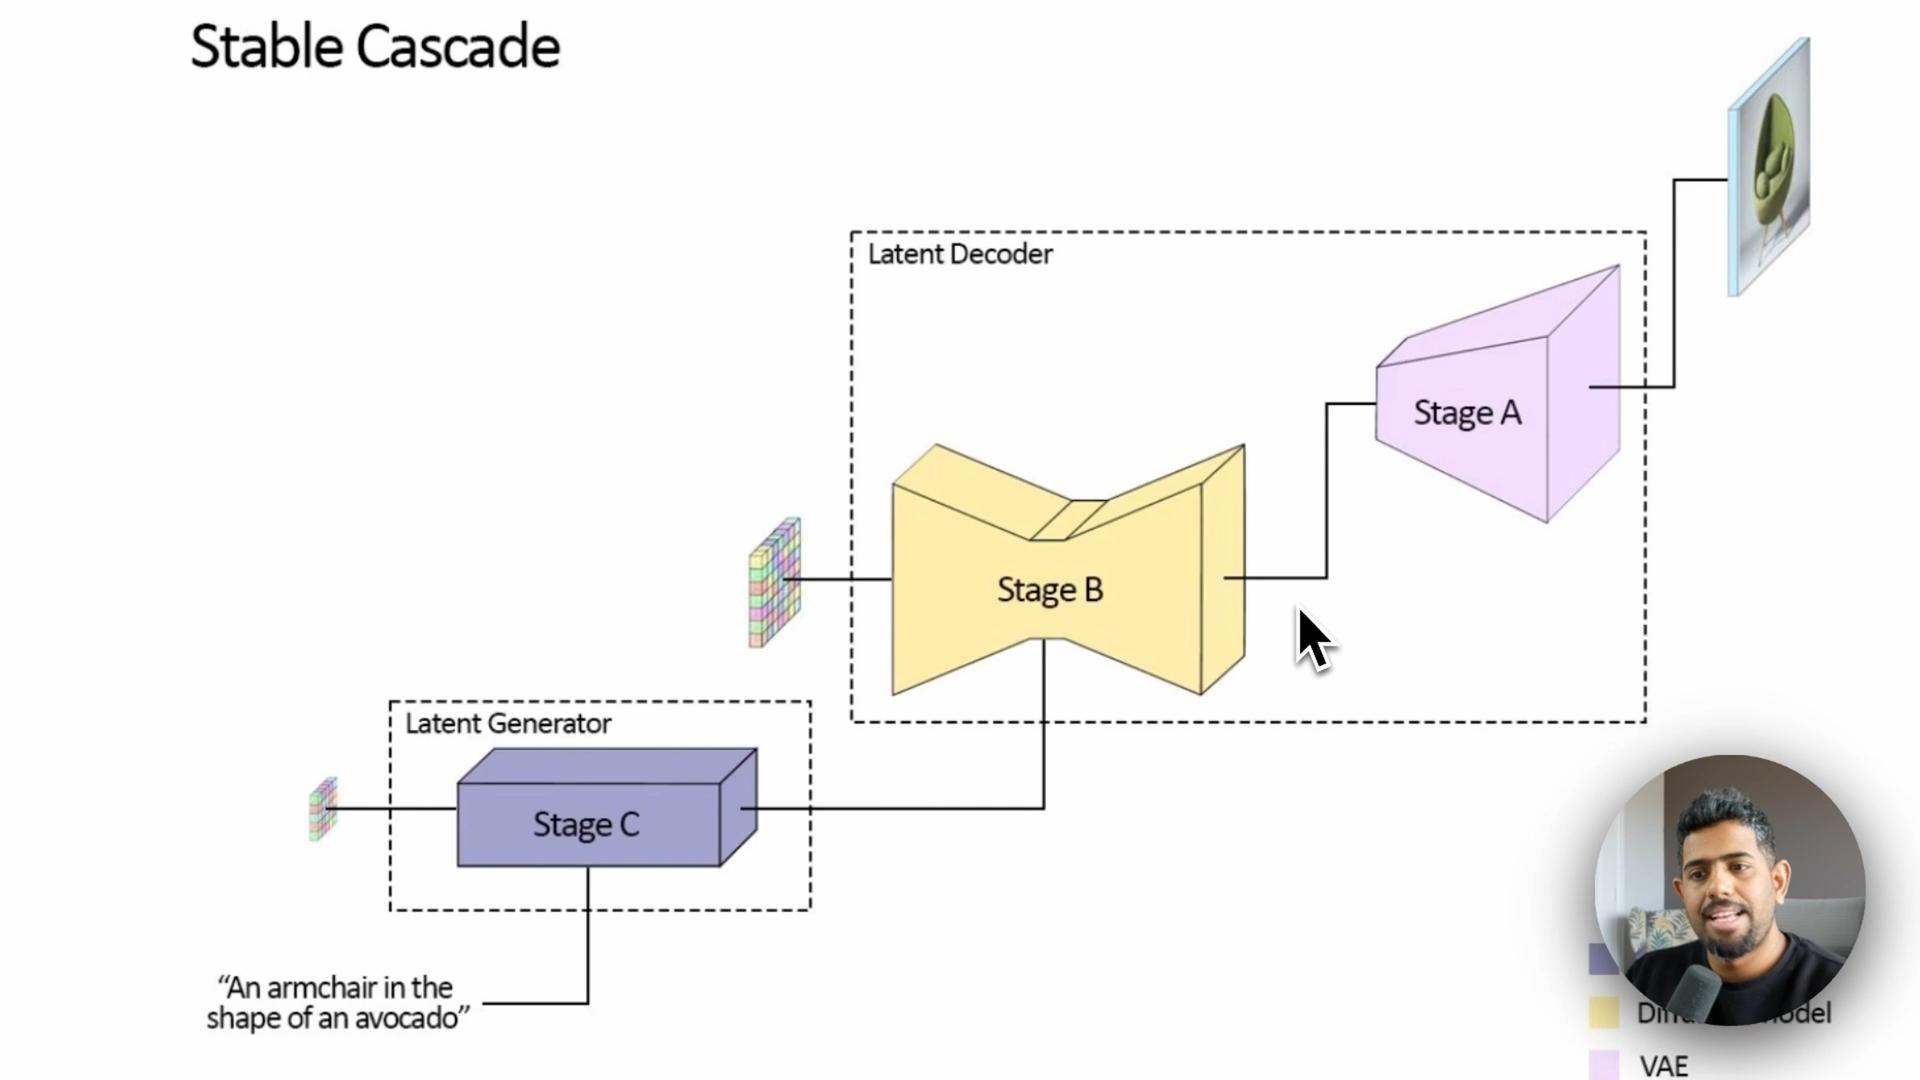 Stable Cascade
Latent Decoder
Stage A
Stage B
Latent Generator
Stage C
“An armchair in the
shape of an avocado”
VAE